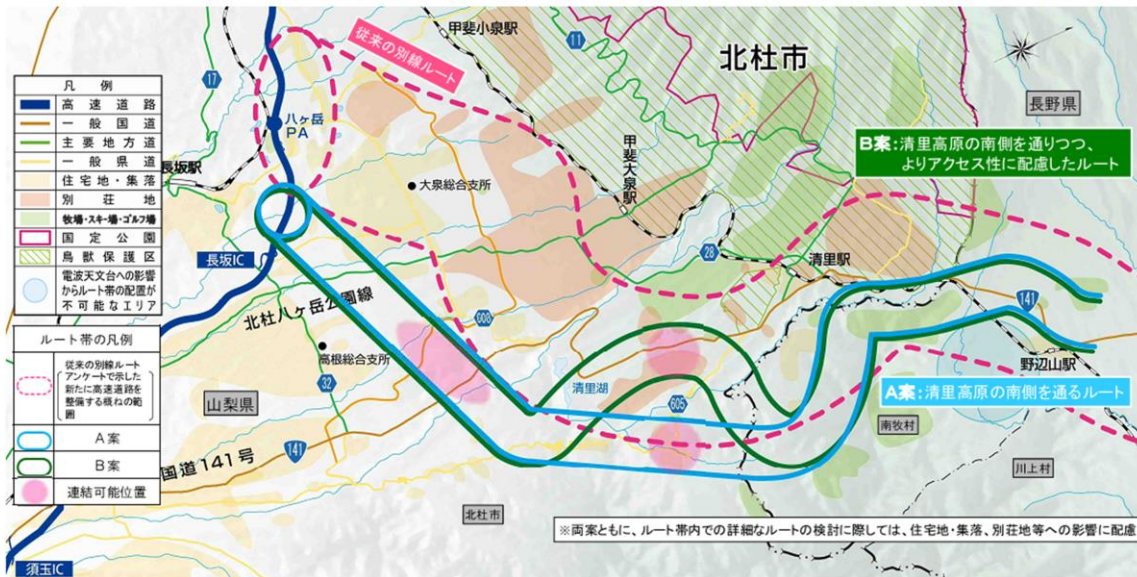 甲斐小泉駅
従来の別線ルート
11
北杜市
長野県
17
凡例
高速道路
一般国道
主要地方道
一般県道
住宅地・集落
別荘地
牧場・スキー場・ゴルフ場
国定公園
鳥獣保護区
電波天文台への影響
からルート帯の配置が
不可能なエリア
八ヶ岳
PA
長坂駅
大泉総合支所
甲斐大泉駅
B案:清里高原の南側を通りつつ、
よりアクセス性に配慮したルート
長坂IC
28
清里駅
北杜八ヶ岳公園線
608
141
野辺山駅
ルート帯の凡例
従来の別線ルート
アンケートで示した
新たに高速道路を
整備する概ねの範
囲
A案
B案
連結可能位置
高根総合支所
32
清里湖
605
A案:清里高原の南側を通るルート
山梨県
南牧村
国道141号
141
川上村
北杜市
※両案ともに、ルート帯内での詳細なルートの検討に際しては、住宅地・集落、別荘地等への影響に配慮
須玉IC